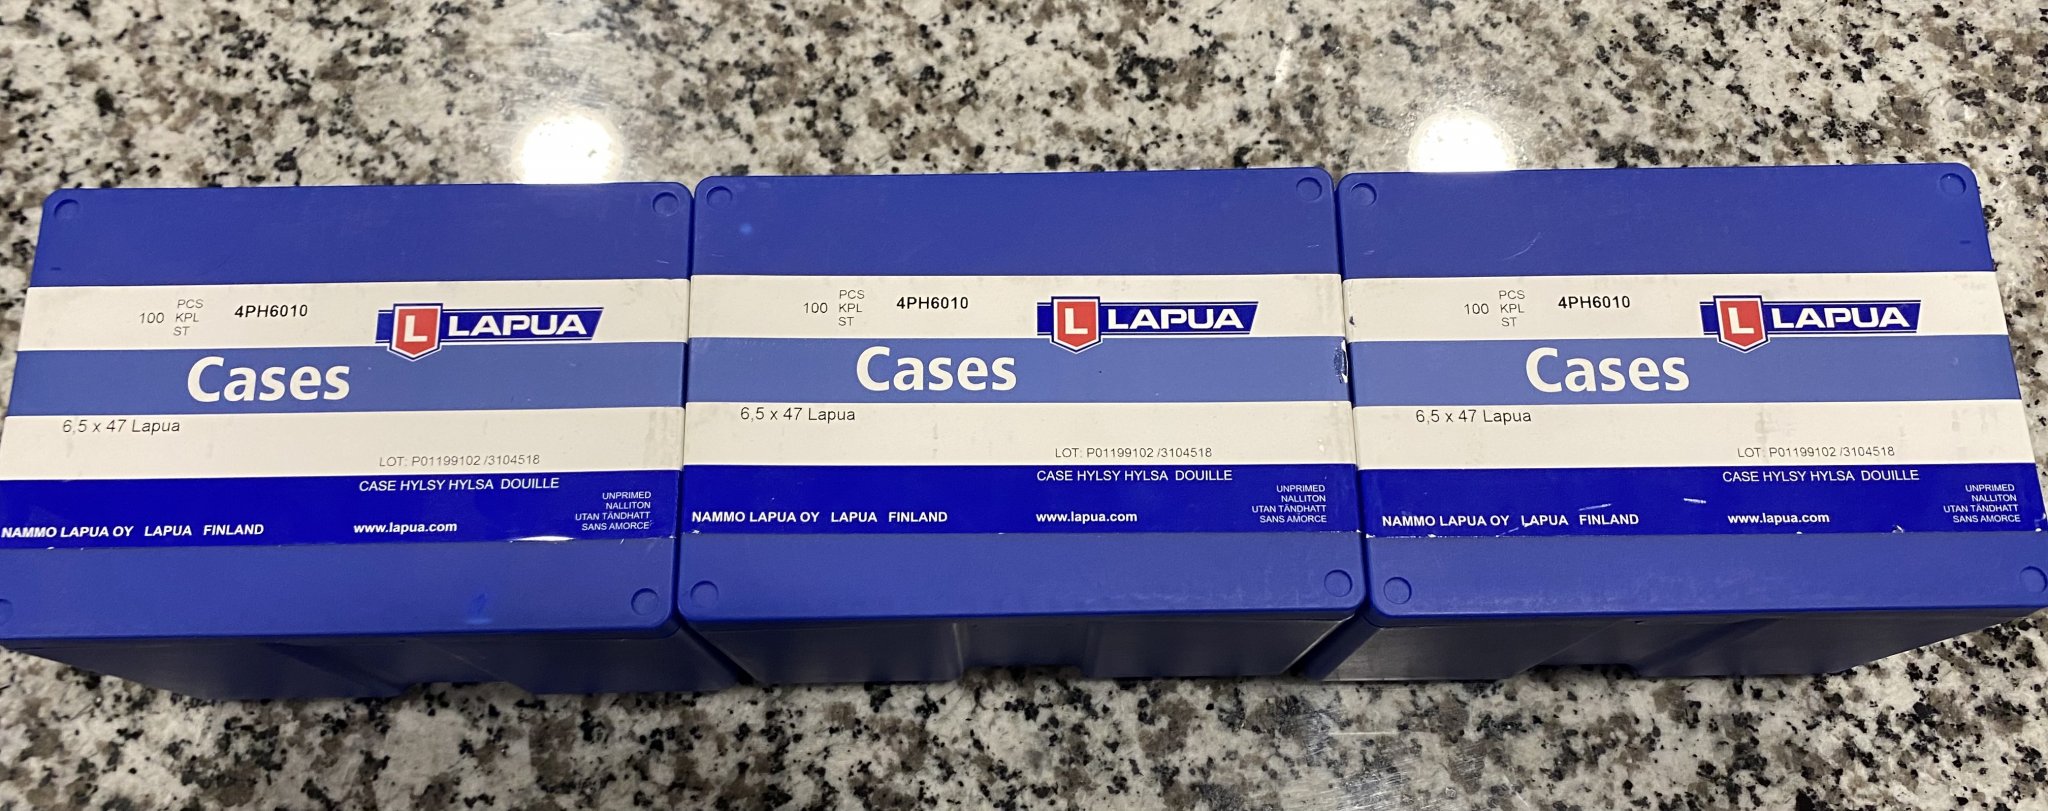 100 PCS KPL ST 4PH6010 L LAPUA
Cases
6,5 x 47 Lapua
LOT: P01199102 /3104518
CASE HYLSY HYLSA DOUILLE
UNPRIMED
NALLITON
UTAN TÄNDHATT
SANS AMORCE
NAMMO LAPUA OY LAPUA FINLAND www.lapua.com
100 PCS KPL ST 4PH6010 L LAPUA
Cases
6,5 x 47 Lapua
LOT: P01199102 /3104518
CASE HYLSY HYLSA DOUILLE
UNPRIMED
NALLITON
UTAN TÄNDHATT
SANS AMORCE
NAMMO LAPUA OY LAPUA FINLAND www.lapua.com
100 PCS KPL ST 4PH6010 L LAPUA
Cases
6,5 x 47 Lapua
LOT: P01199102 /3104518
CASE HYLSY HYLSA DOUILLE
UNPRIMED
NALLITON
UTAN TÄNDHATT
SANS AMORCE
NAMMO LAPUA OY LAPUA FINLAND www.lapua.com